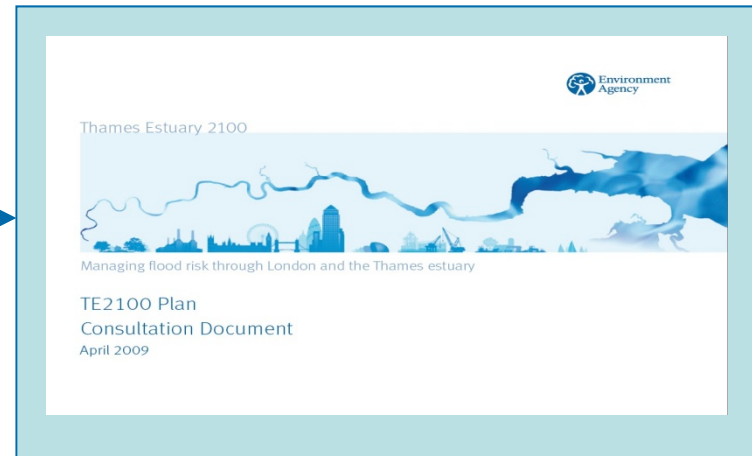 Environment
Agency
Thames Estuary 2100
Managing flood risk through London and the Thames estuary
TE2100 Plan
Consultation Document
April 2009